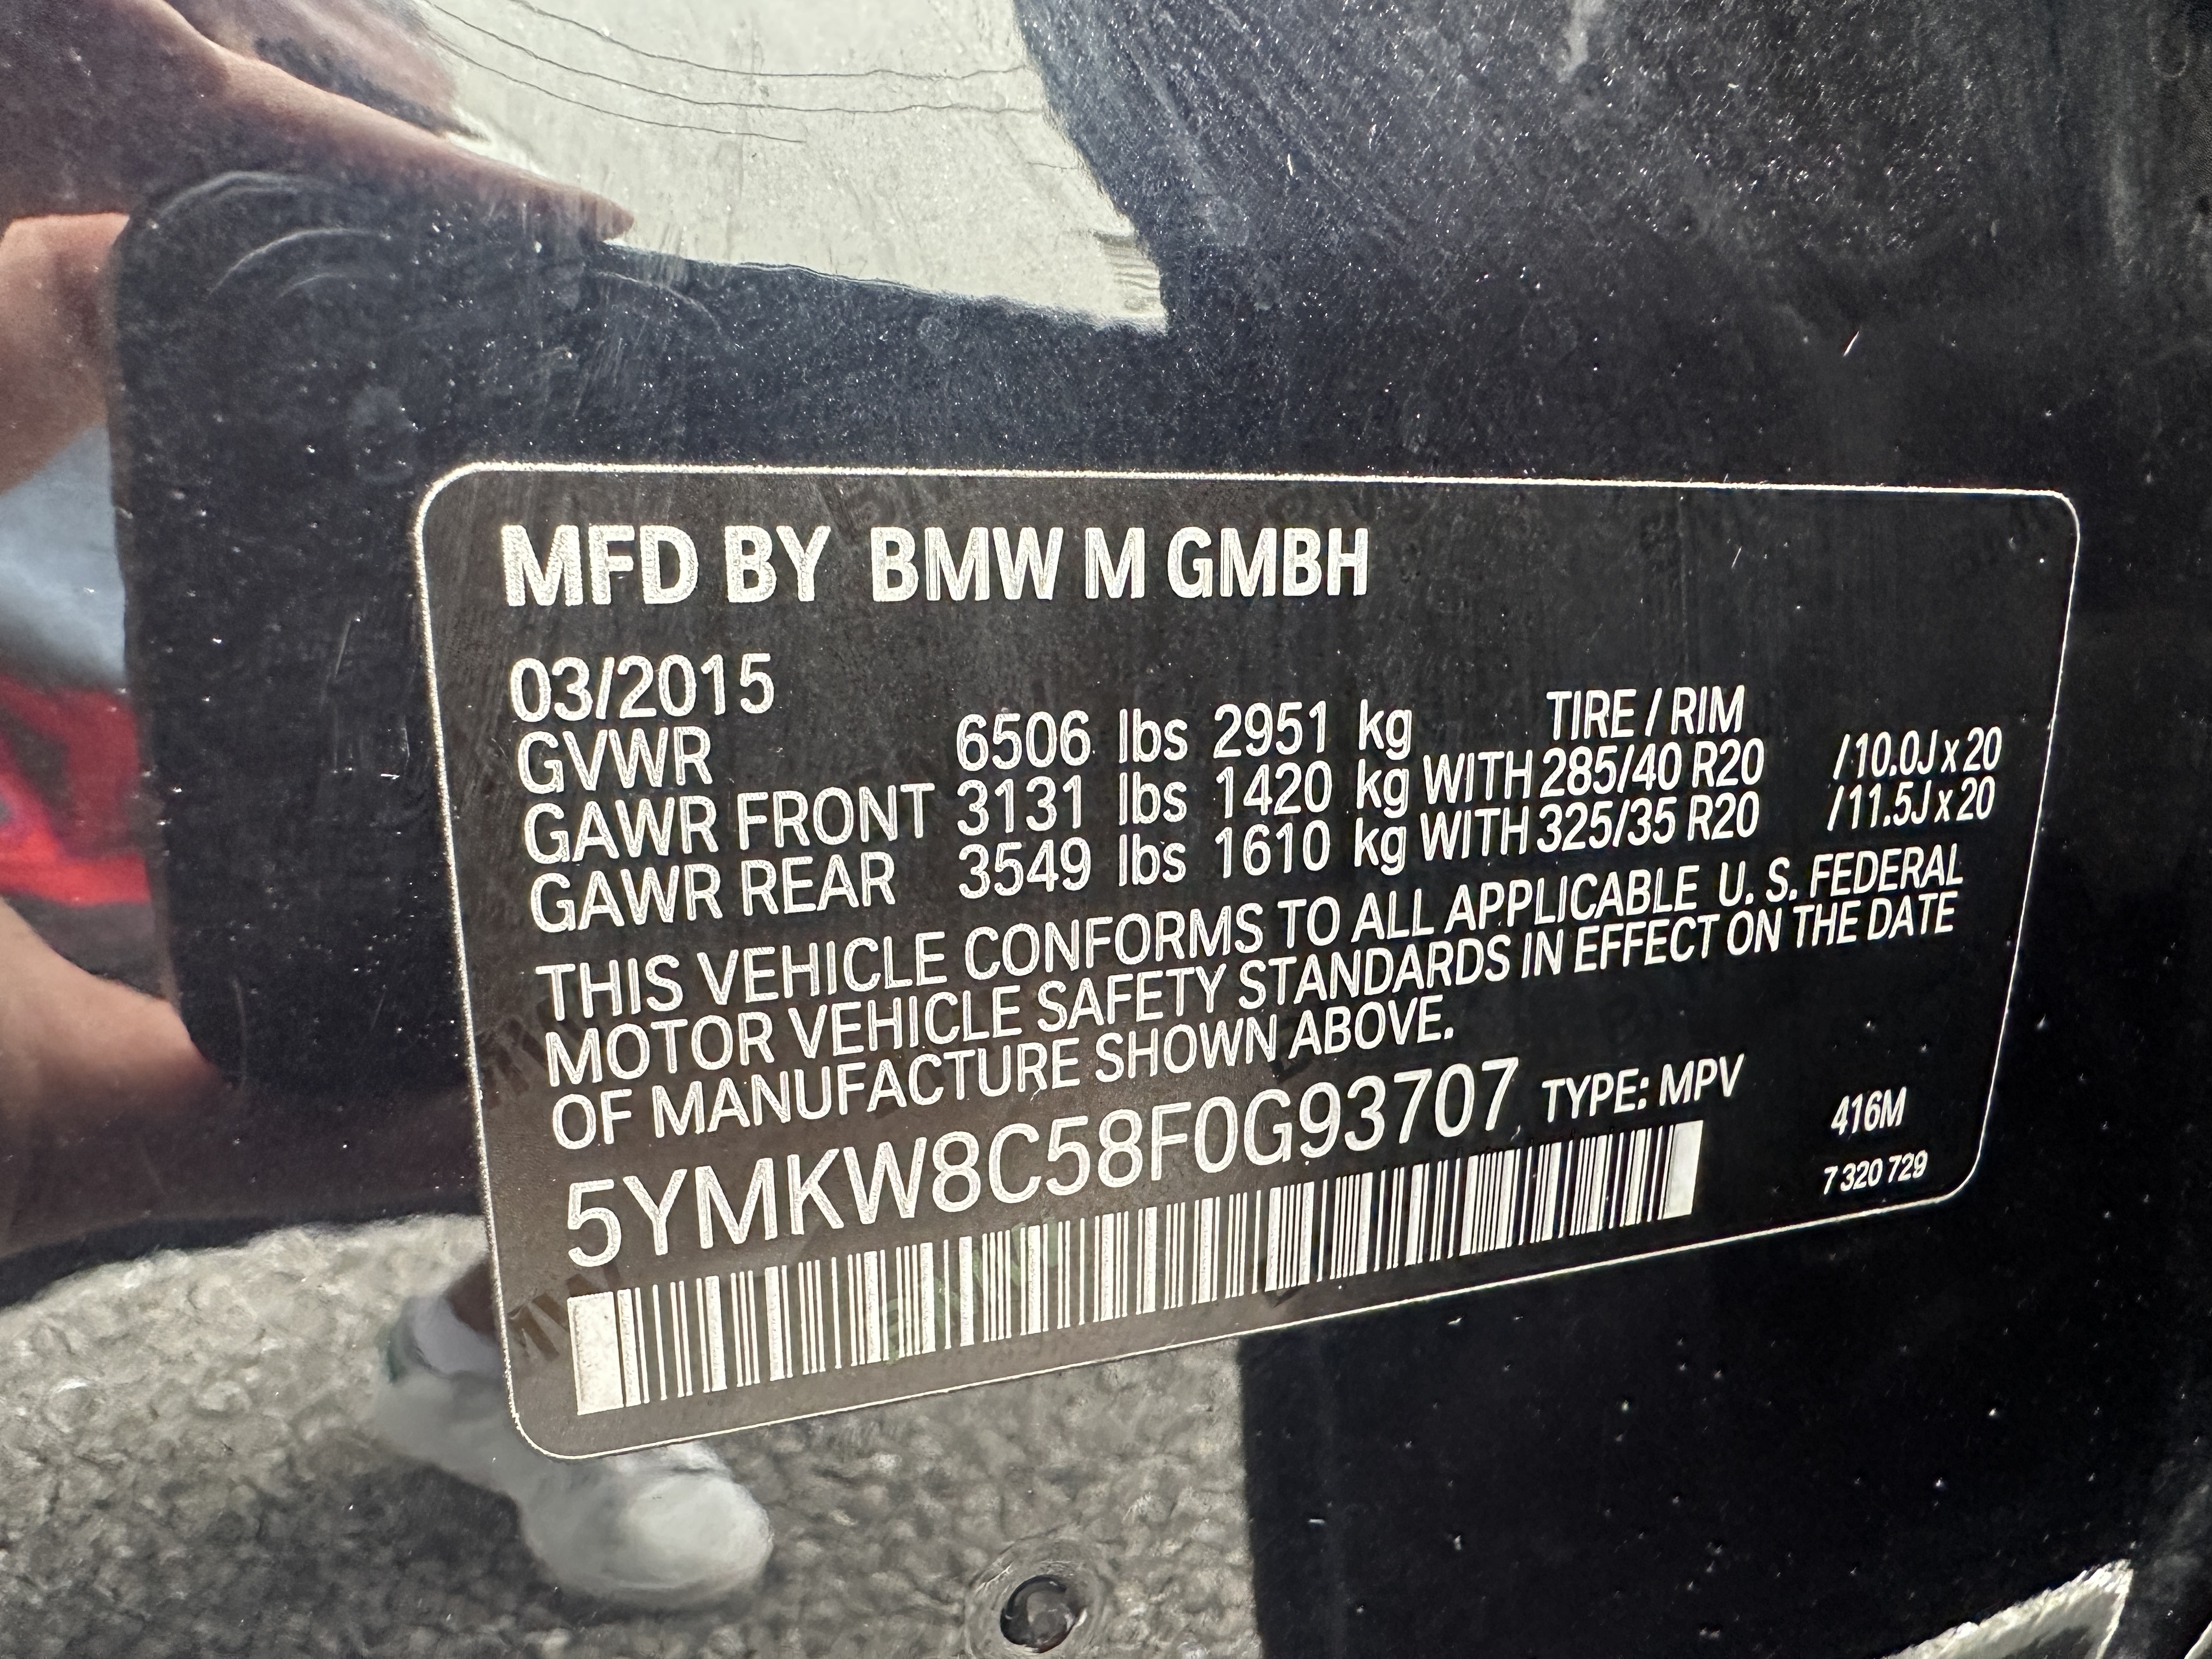 MFD BY BMW M GMBH
03/2015
GVWR 6506 lbs 2951 kg TIRE / RIM
GAWR FRONT 3131 lbs 1420 kg WITH 285/40 R20 /10.0J x 20
GAWR REAR 3549 lbs 1610 kg WITH 325/35 R20 /11.5J x 20
THIS VEHICLE CONFORMS TO ALL APPLICABLE U. S. FEDERAL
MOTOR VEHICLE SAFETY STANDARDS IN EFFECT ON THE DATE
OF MANUFACTURE SHOWN ABOVE.
5YMKW8C58F0G93707 TYPE: MPV
416M
7 320 729